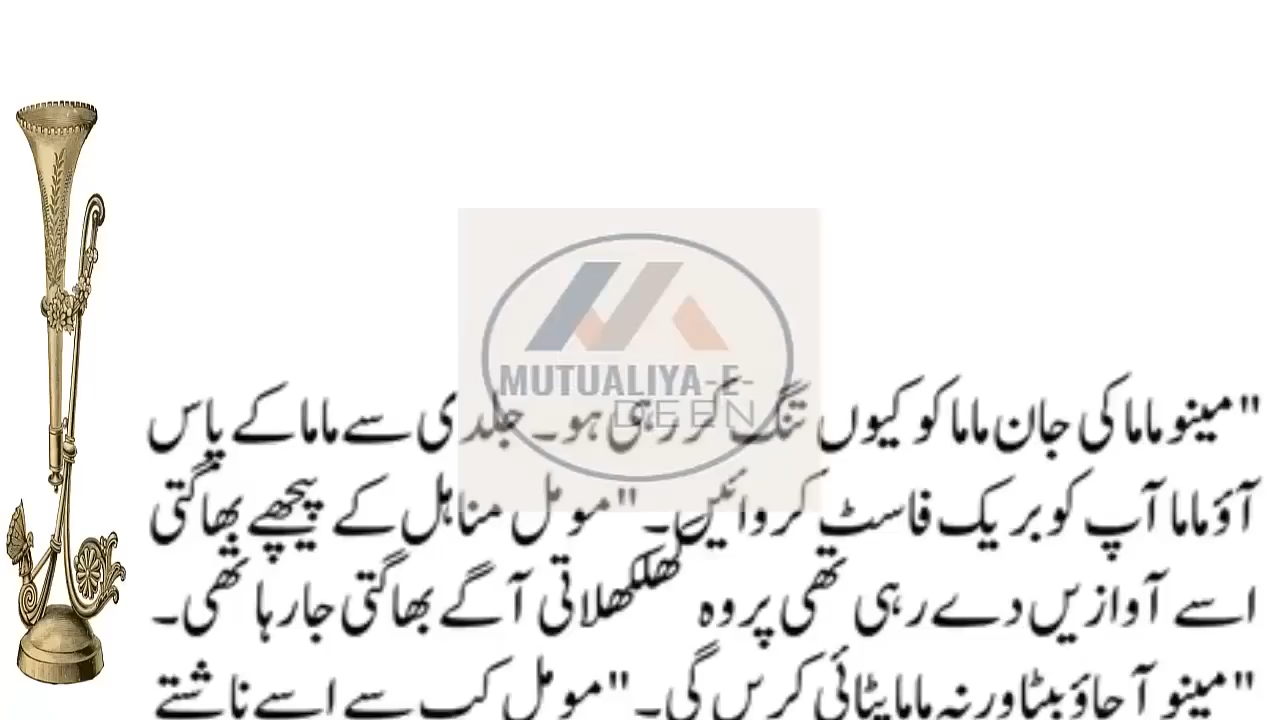 MUTUALIYA-E-
DEEN
"مینو ماما کی جان ماما کو کیوں تنگ کر رہی ہو۔ جلدی سے ماما کے پاس
آؤ ماما آپ کو بریک فاسٹ کروائیں۔" مومل مناہل کے پیچھے بھاگتی
اسے آوازیں دے رہی تھی پر وہ کھلکھلاتی آگے بھاگتی جا رہا تھی۔
"مینو آ جاؤ بیٹا ورنہ ماما پٹائی کرں گی۔" مومل کب سے اسے ناشتے